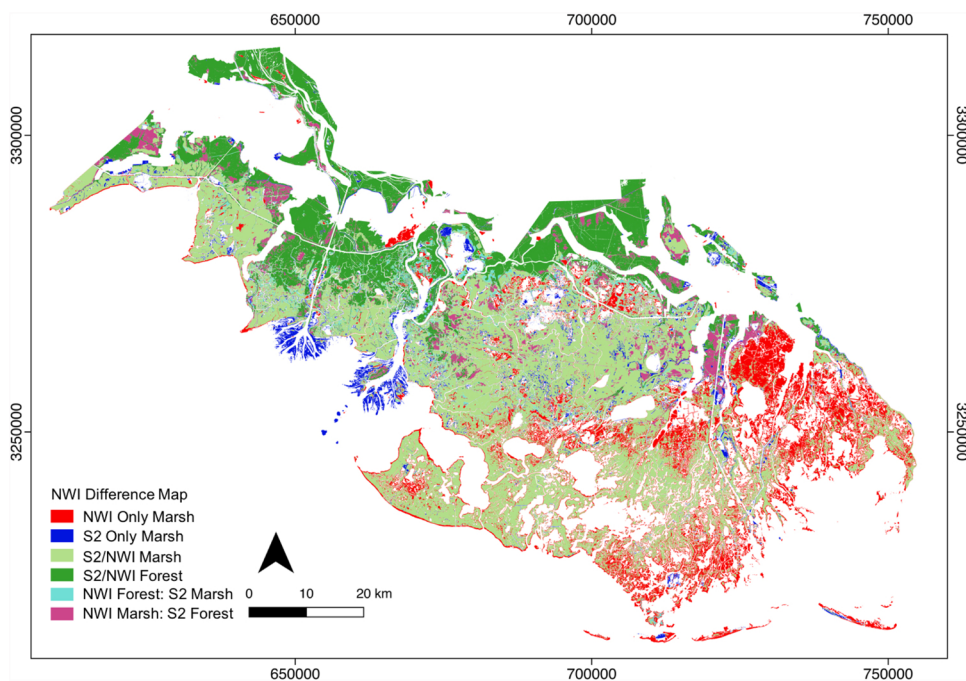 650000 700000 750000
3300000 3300000
3250000 3250000
NWI Difference Map
NWI Only Marsh
S2 Only Marsh
S2/NWI Marsh
S2/NWI Forest
NWI Forest: S2 Marsh
NWI Marsh: S2 Forest
0 10 20 km
650000 700000 750000